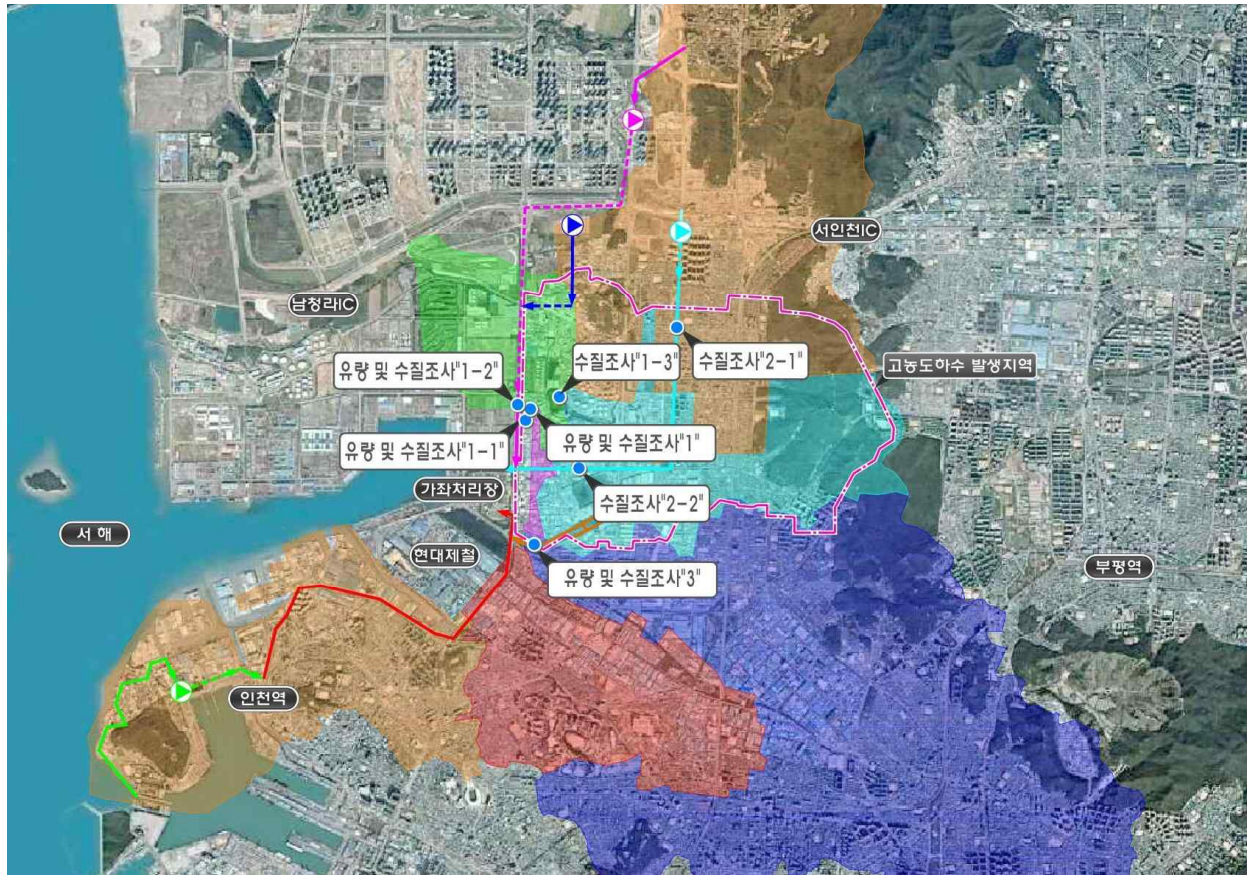 서인천IC
남청라IC
유량 및 수질조사"1-2"
수질조사"1-3"
수질조사"2-1"
고농도하수 발생지역
유량 및 수질조사"1-1"
유량 및 수질조사"1"
가좌처리장
수질조사"2-2"
서 해
현대제철
유량 및 수질조사"3"
부평역
인천역